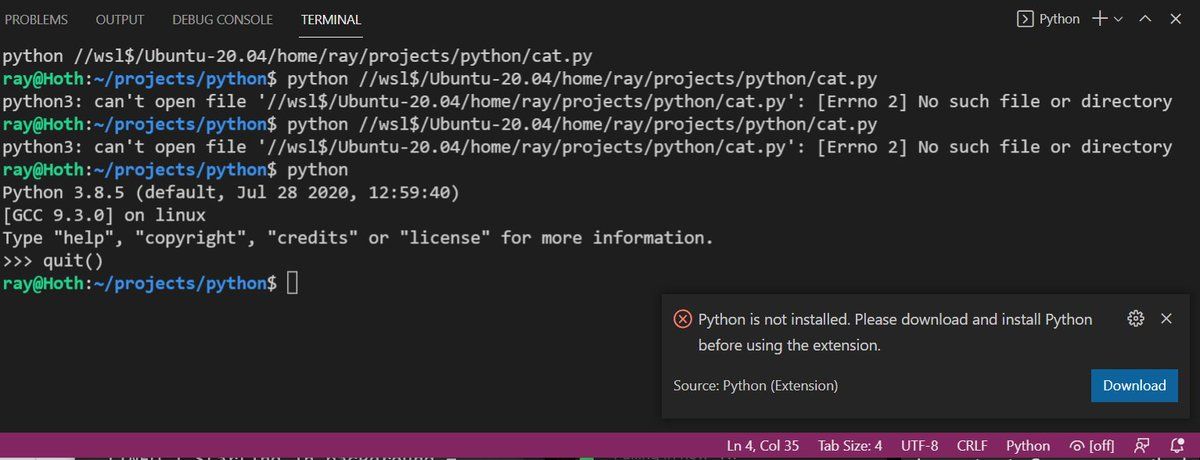 PROBLEMS OUTPUT DEBUG CONSOLE TERMINAL Python
python //wsl$/Ubuntu-20.04/home/ray/projects/python/cat.py
ray@Hoth:~/projects/python$ python //wsl$/Ubuntu-20.04/home/ray/projects/python/cat.py
python3: can't open file '//wsl$/Ubuntu-20.04/home/ray/projects/python/cat.py': [Errno 2] No such file or directory
ray@Hoth:~/projects/python$ python //wsl$/Ubuntu-20.04/home/ray/projects/python/cat.py
python3: can't open file '//wsl$/Ubuntu-20.04/home/ray/projects/python/cat.py': [Errno 2] No such file or directory
ray@Hoth:~/projects/python$ python
Python 3.8.5 (default, Jul 28 2020, 12:59:40)
[GCC 9.3.0] on linux
Type "help", "copyright", "credits" or "license" for more information.
>>> quit()
ray@Hoth:~/projects/python$
Python is not installed. Please download and install Python
before using the extension.
Source: Python (Extension) Download
Ln 4, Col 35 Tab Size: 4 UTF-8 CRLF Python [off]